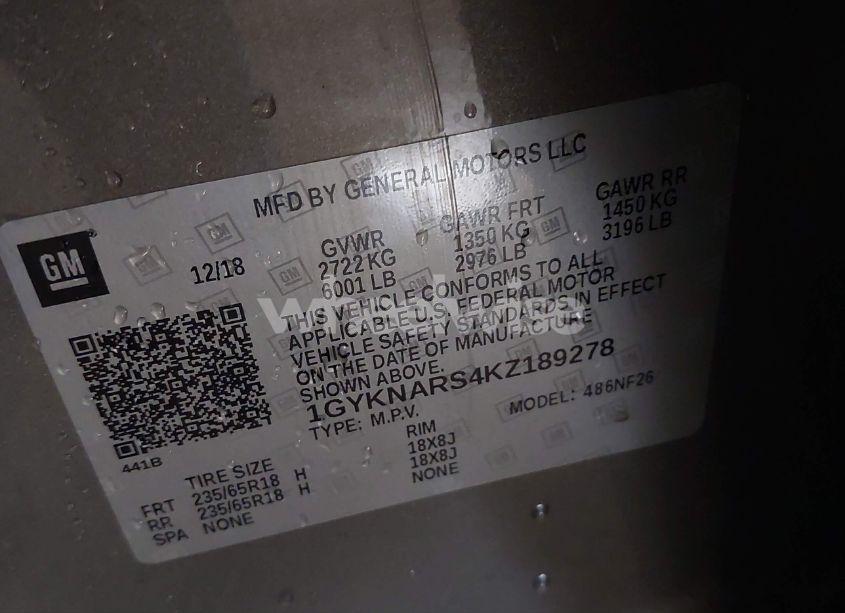 MFD BY GENERAL MOTORS LLC
GM
12/18
GVWR
2722 KG
6001 LB
GAWR FRT
1350 KG
2976 LB
GAWR RR
1450 KG
3196 LB
THIS VEHICLE CONFORMS TO ALL
APPLICABLE U.S. FEDERAL MOTOR
VEHICLE SAFETY STANDARDS IN EFFECT
ON THE DATE OF MANUFACTURE
SHOWN ABOVE.
1GYKNARS4KZ189278
TYPE: M.P.V.
MODEL: 486NF26
441B
TIRE SIZE
RIM
FRT 235/65R18 H 18X8J
RR 235/65R18 H 18X8J
SPA NONE NONE